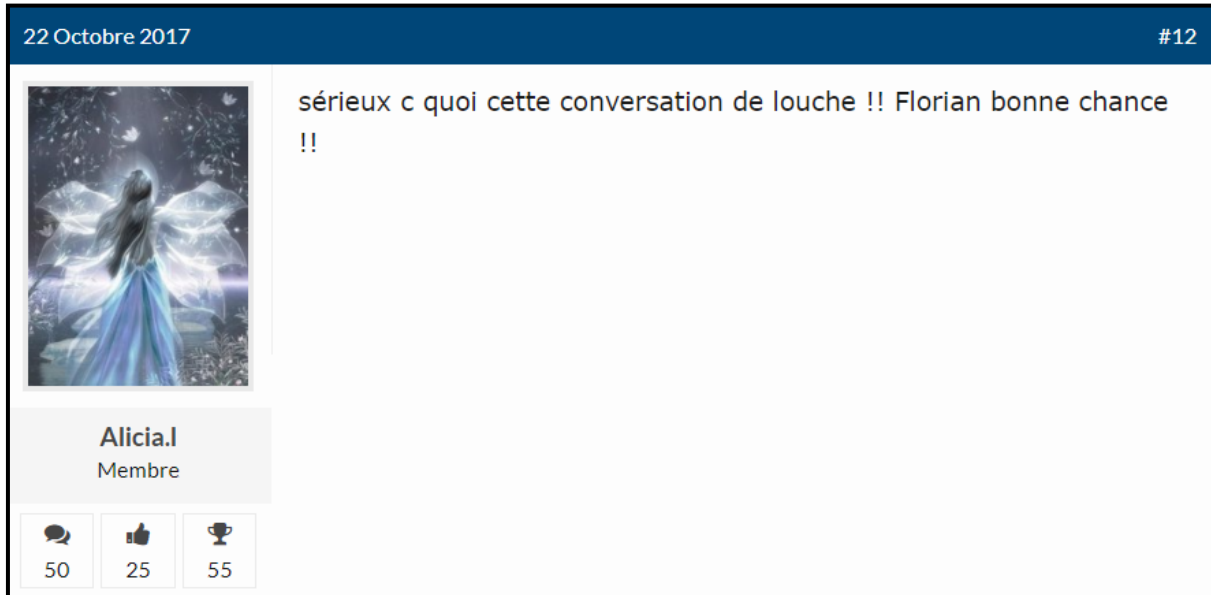 22 Octobre 2017 #12
sérieux c quoi cette conversation de louche !! Florian bonne chance
!!
Alicia.l
Membre
50 25 55